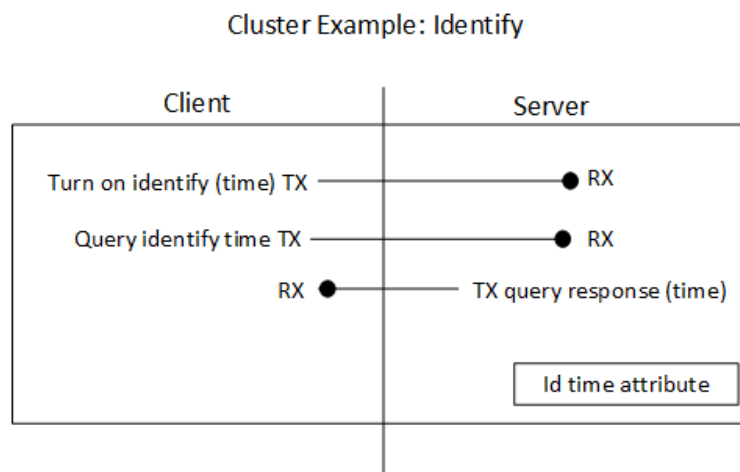 Cluster Example: Identify
Client
Server
Turn on identify (time) TX
RX
Query identify time TX
RX
RX
TX query response (time)
Id time attribute